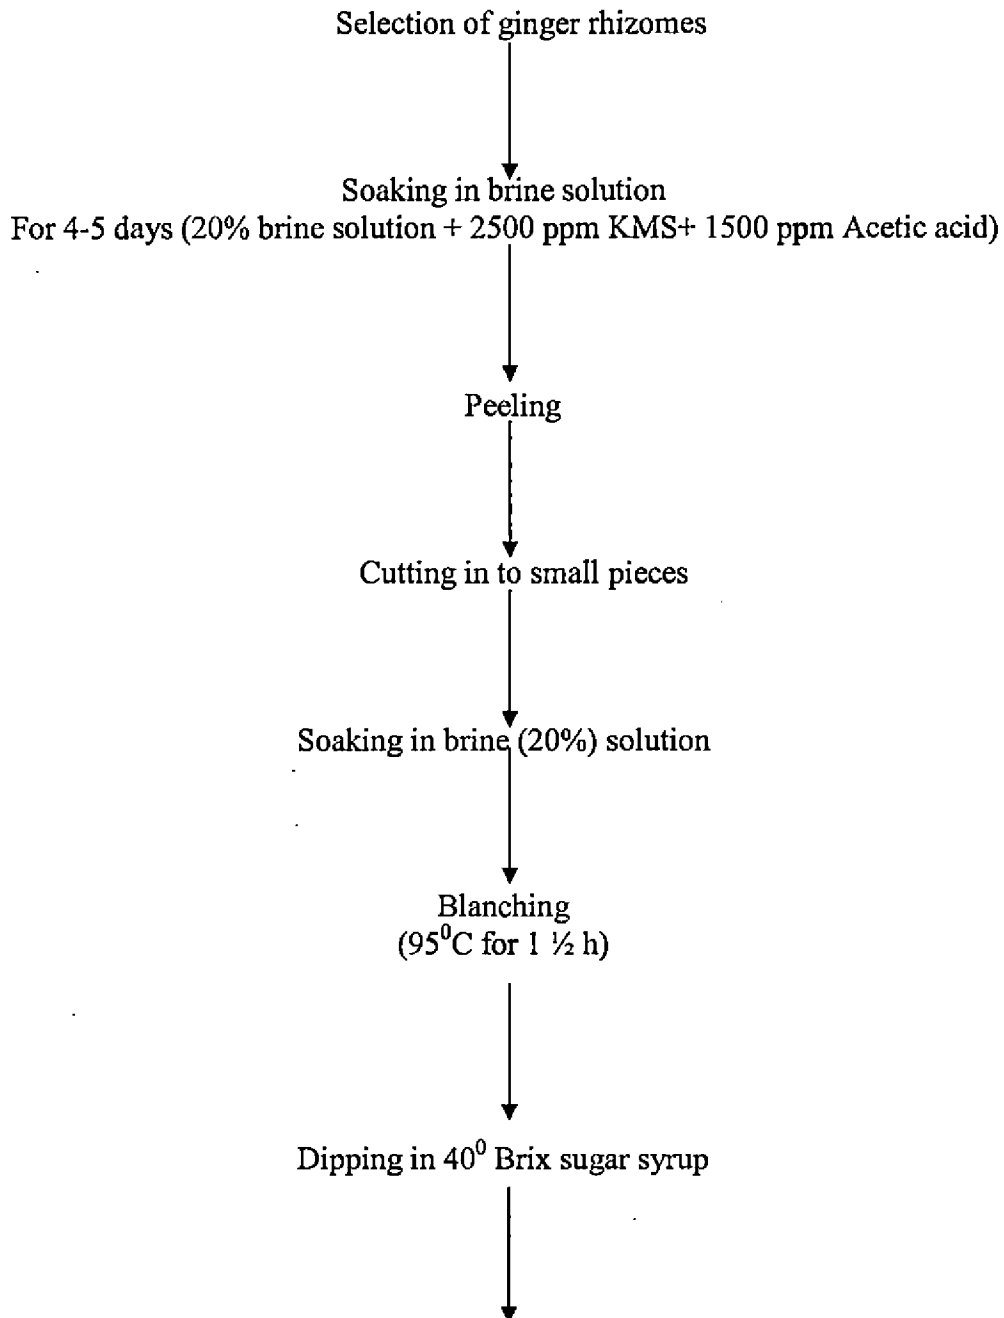 Selection of ginger rhizomes
Soaking in brine solution
For 4-5 days (20% brine solution + 2500 ppm KMS+ 1500 ppm Acetic acid)
Peeling
Cutting in to small pieces
Soaking in brine (20%) solution
Blanching
(95⁰C for 1 ½ h)
Dipping in 40⁰ Brix sugar syrup